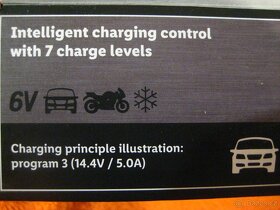 Intelligent charging control
with 7 charge levels
6V
Charging principle illustration:
program 3 (14.4V / 5.0A)